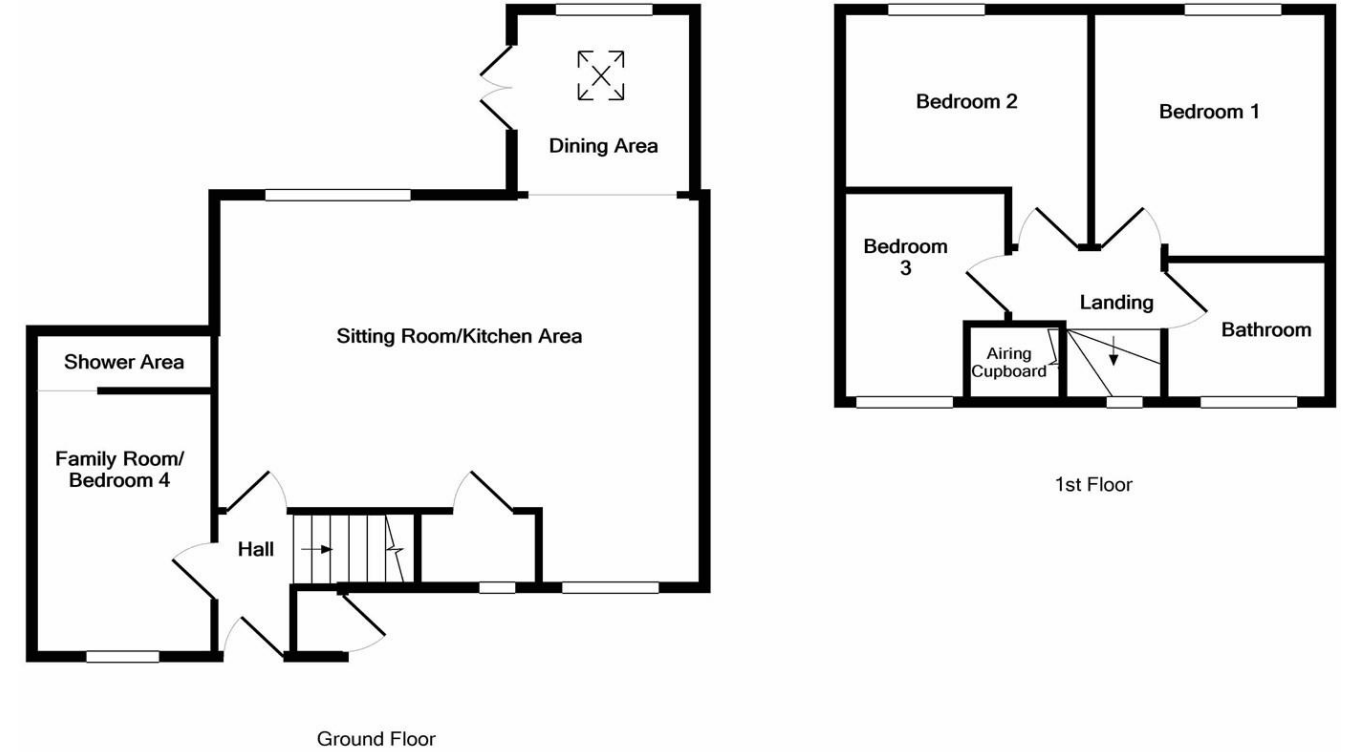 Dining Area
Sitting Room/Kitchen Area
Shower Area
Family Room/
Bedroom 4
Hall
Ground Floor
Bedroom 2
Bedroom 1
Bedroom
3
Landing
Bathroom
Airing
Cupboard
1st Floor